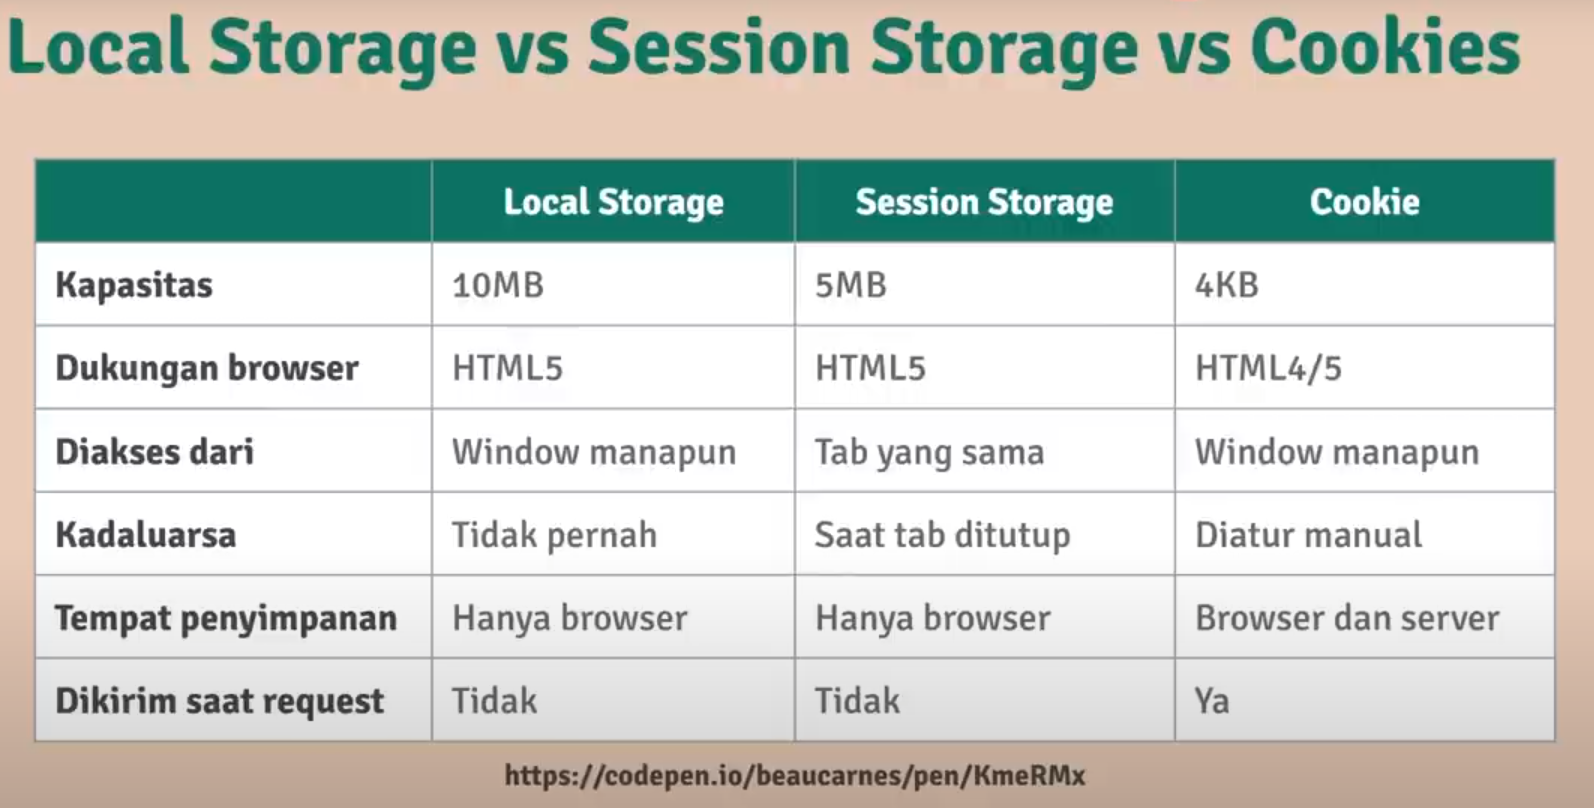 Local Storage vs Session Storage vs Cookies
Local Storage Session Storage Cookie
Kapasitas 10MB 5MB 4KB
Dukungan browser HTML5 HTML5 HTML4/5
Diakses dari Window manapun Tab yang sama Window manapun
Kadaluarsa Tidak pernah Saat tab ditutup Diatur manual
Tempat penyimpanan Hanya browser Hanya browser Browser dan server
Dikirim saat request Tidak Tidak Ya
https://codepen.io/beaucarnes/pen/KmeRMx